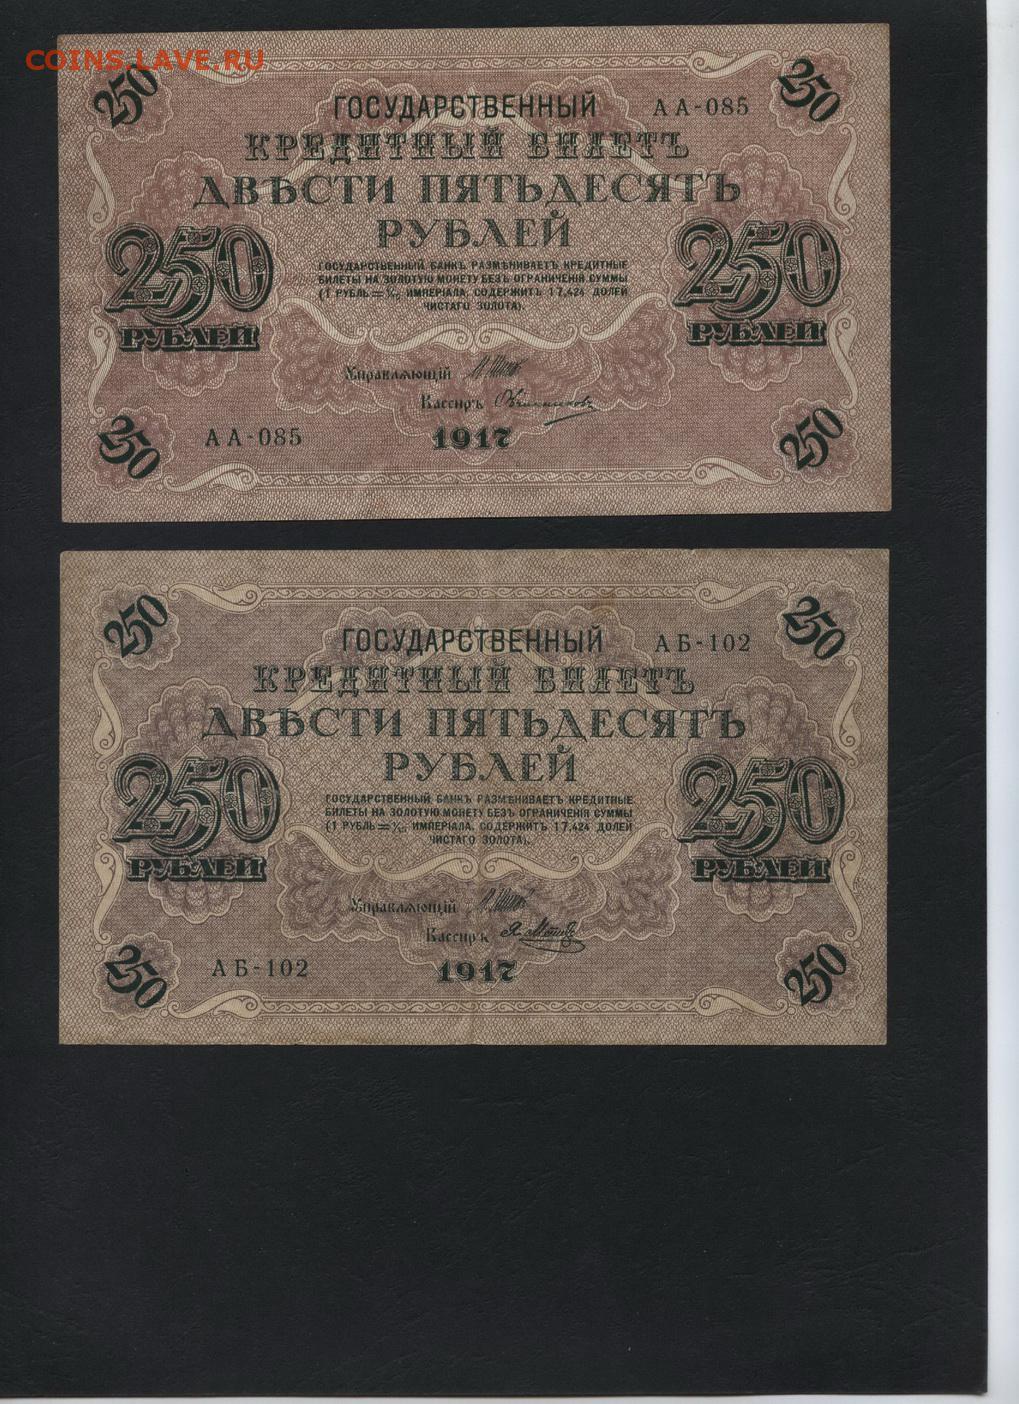 COINS.LAVE.RU
250 250
ГОСУДАРСТВЕННЫЙ АА-085
КРЕДИТНЫЙ БИЛЕТЪ
ДВѢСТИ ПЯТЬДЕСЯТЪ
РУБЛЕЙ
250 250
РУБЛЕЙ РУБЛЕЙ
ГОСУДАРСТВЕННЫЙ БАНКЪ РАЗМѢНИВАЕТЪ КРЕДИТНЫЕ
БИЛЕТЫ НА ЗОЛОТУЮ МОНЕТУ БЕЗЪ ОГРАНИЧЕНІЯ СУММЫ
(1 РУБЛЬ = 1/15 ИМПЕРІАЛА, СОДЕРЖИТЪ 17,424 ДОЛЕЙ
ЧИСТАГО ЗОЛОТА).
Управляющій
Кассиръ
250 АА-085 1917 250
250 250
ГОСУДАРСТВЕННЫЙ АБ-102
КРЕДИТНЫЙ БИЛЕТЪ
ДВѢСТИ ПЯТЬДЕСЯТЪ
РУБЛЕЙ
250 250
РУБЛЕЙ РУБЛЕЙ
ГОСУДАРСТВЕННЫЙ БАНКЪ РАЗМѢНИВАЕТЪ КРЕДИТНЫЕ
БИЛЕТЫ НА ЗОЛОТУЮ МОНЕТУ БЕЗЪ ОГРАНИЧЕНІЯ СУММЫ
(1 РУБЛЬ = 1/15 ИМПЕРІАЛА, СОДЕРЖИТЪ 17,424 ДОЛЕЙ
ЧИСТАГО ЗОЛОТА).
Управляющій
Кассиръ
250 АБ-102 1917 250